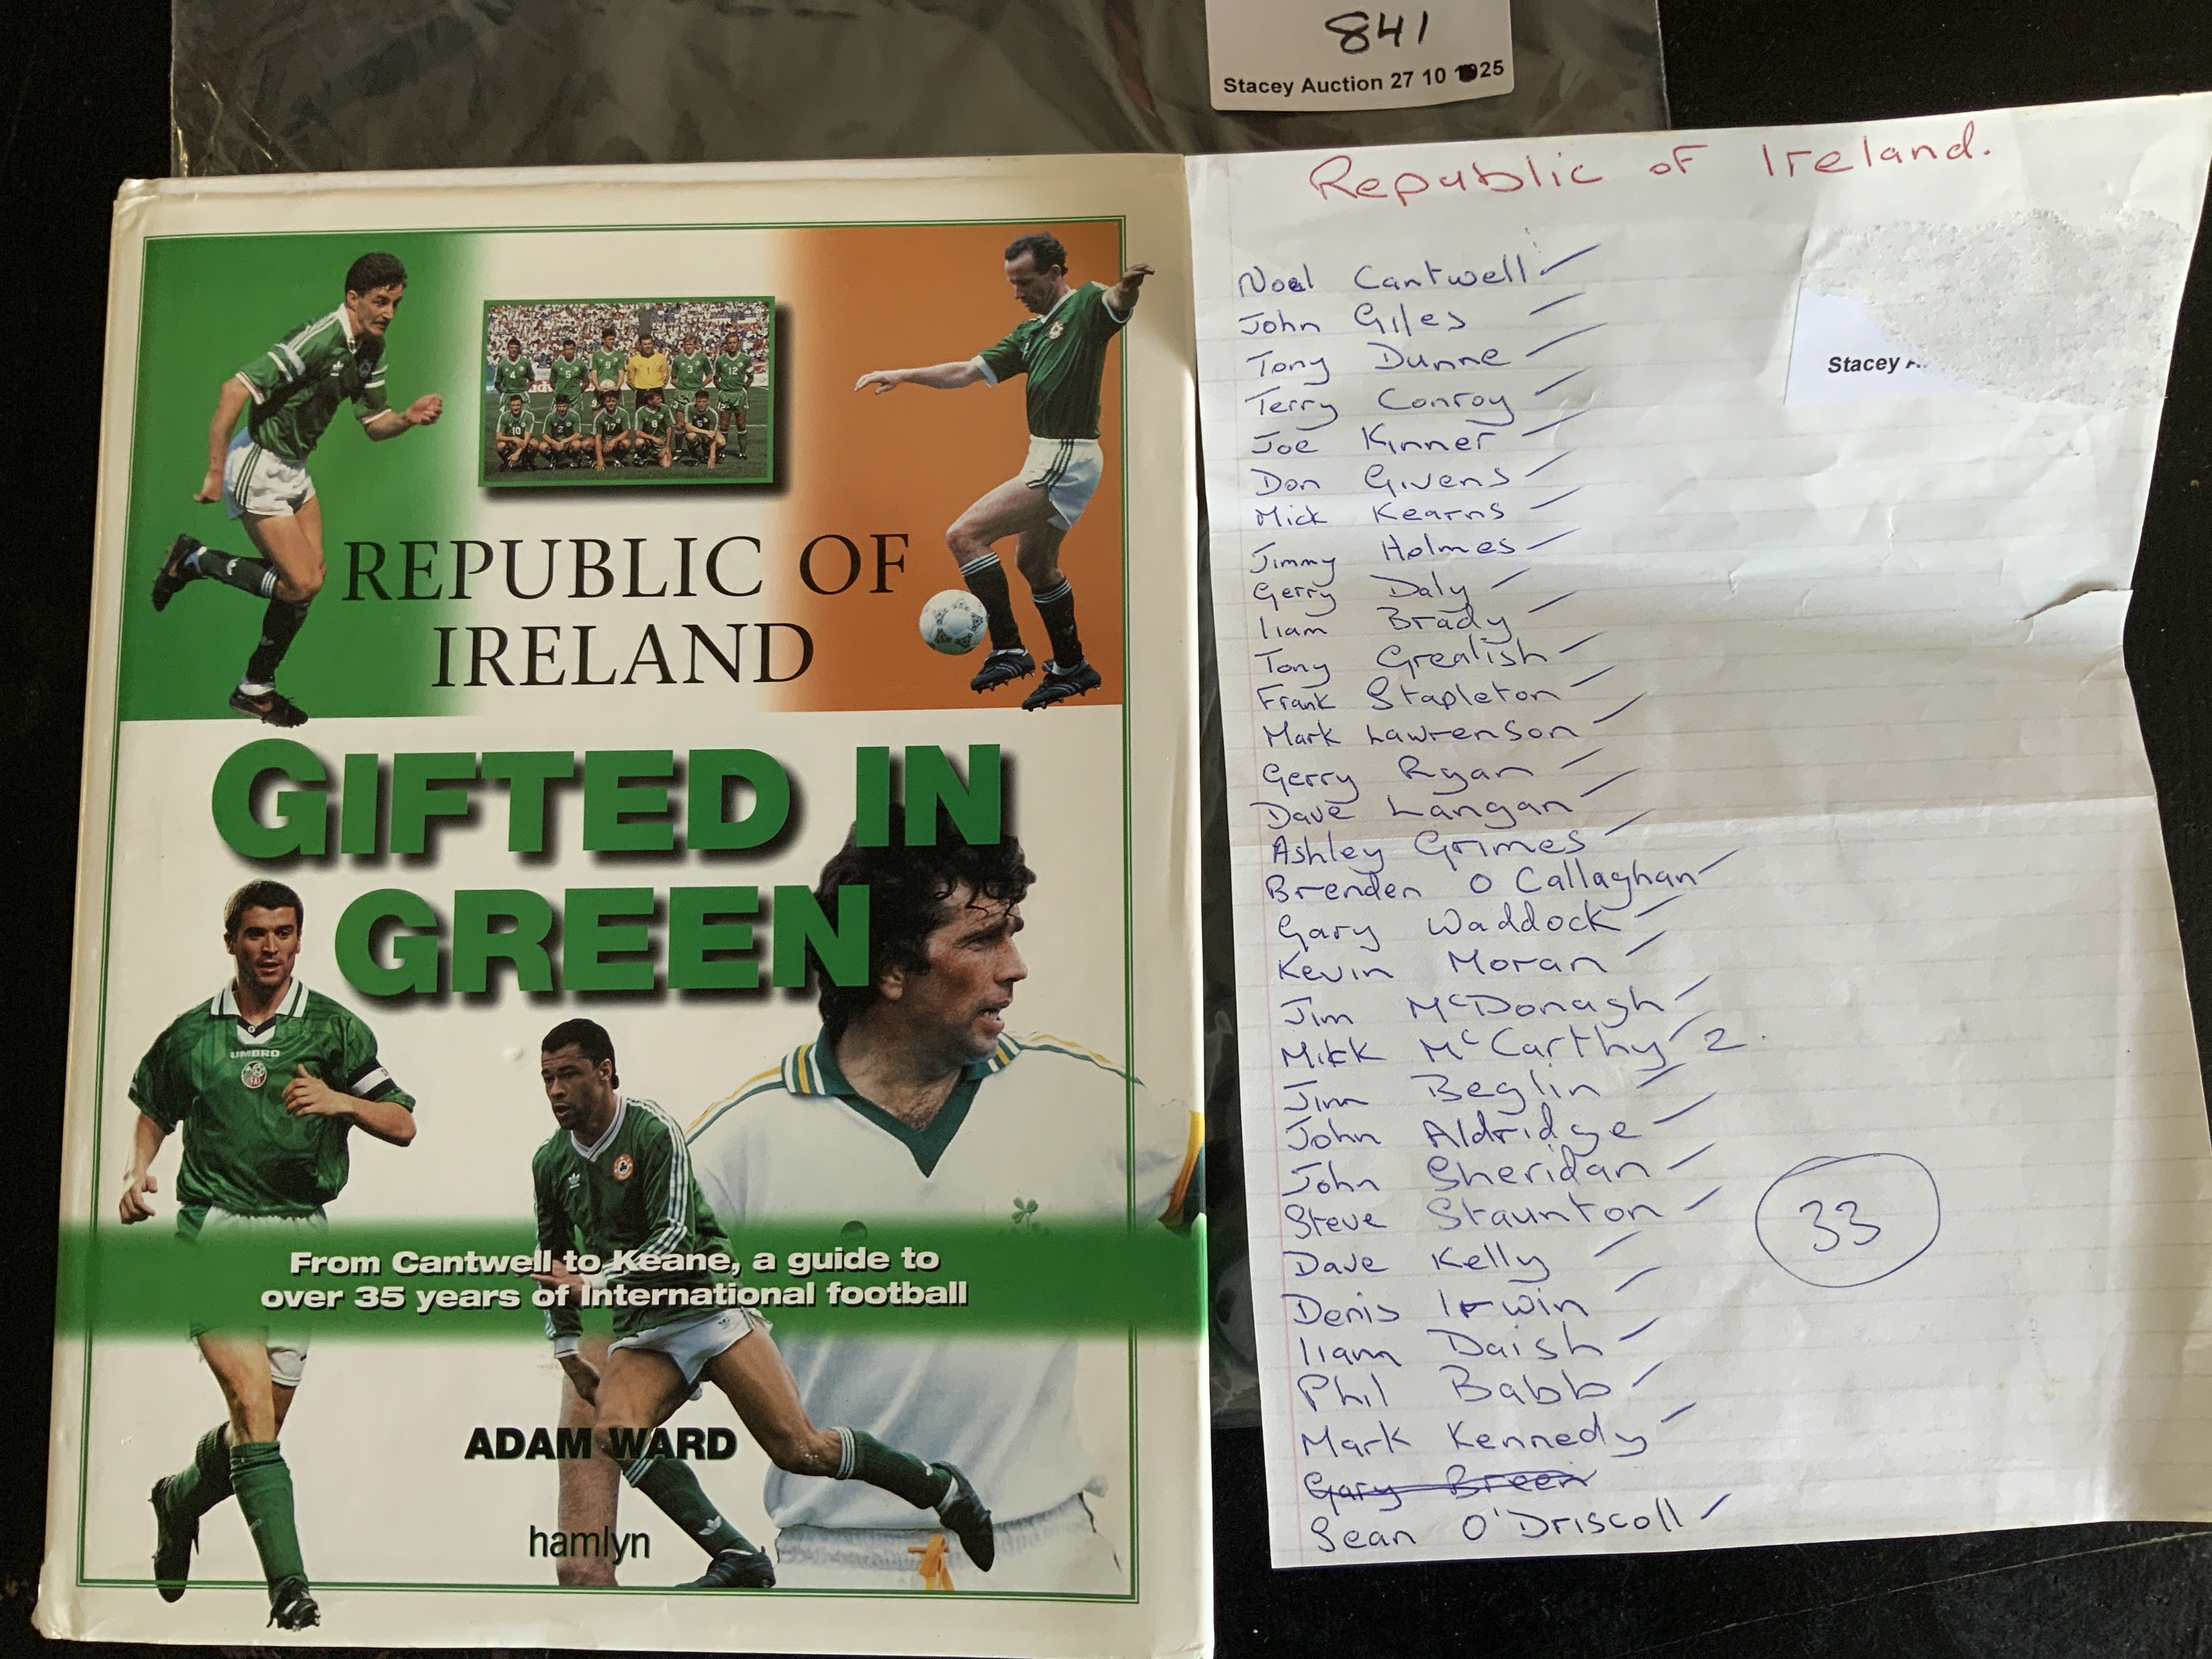 841
Stacey Auction 27 10 25
REPUBLIC OF
IRELAND
GIFTED IN
GREEN
UMBRO
FAI
From Cantwell to Keane, a guide to
over 35 years of International football
ADAM WARD
hamlyn
Republic of Ireland.
Stacey A
Noel Cantwell
John Giles
Tony Dunne
Terry Conroy
Joe Kinner
Don Givens
Mick Kearns
Jimmy Holmes
Gerry Daly
liam Brady
Tony Grealish
Frank Stapleton
Mark Lawrenson
Gerry Ryan
Dave Langan
Ashley Grimes
Brenden O Callaghan
Gary Waddock
Kevin Moran
Jim McDonagh
Mick McCarthy 2.
Jim Beglin
John Aldridge
John Sheridan
Steve Staunton
Dave Kelly
Denis Irwin
liam Daish
Phil Babb
Mark Kennedy
Gary Breen
Sean O'Driscoll
33